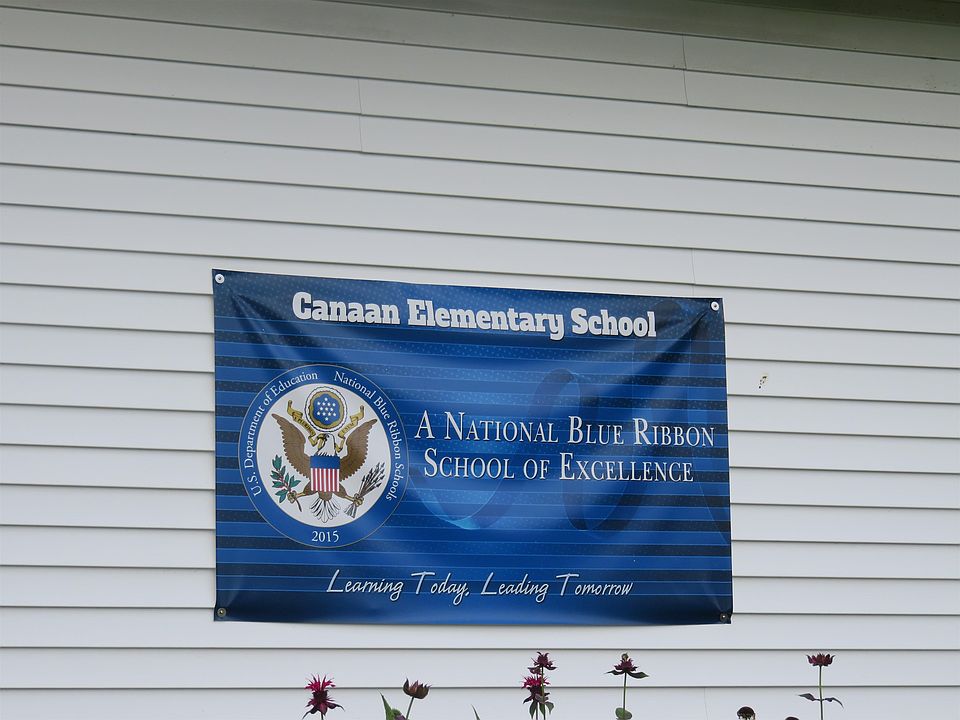 Canaan Elementary School
U.S. Department of Education National Blue Ribbon Schools
2015
A National Blue Ribbon
School of Excellence
Learning Today, Leading Tomorrow